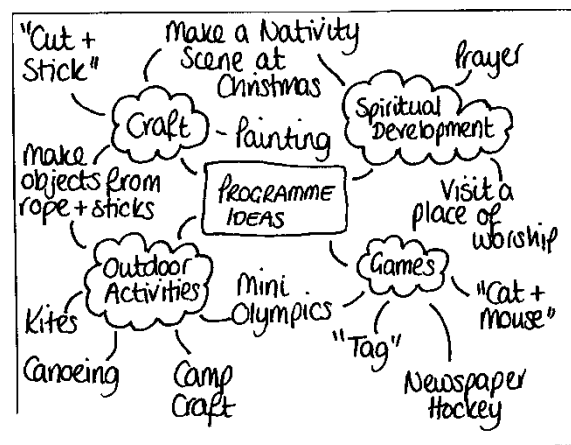 "Cut +
Stick"
Make a Nativity
Scene at
Christmas
Prayer
Craft
Spiritual
Development
- Painting
Make
objects from
rope + sticks
PROGRAMME
IDEAS
Visit a
place of
worship
Outdoor
Activities
Mini
Olympics
Games
"Cat +
Mouse"
Kites
"Tag"
Canoeing
Camp
Craft
Newspaper
Hockey